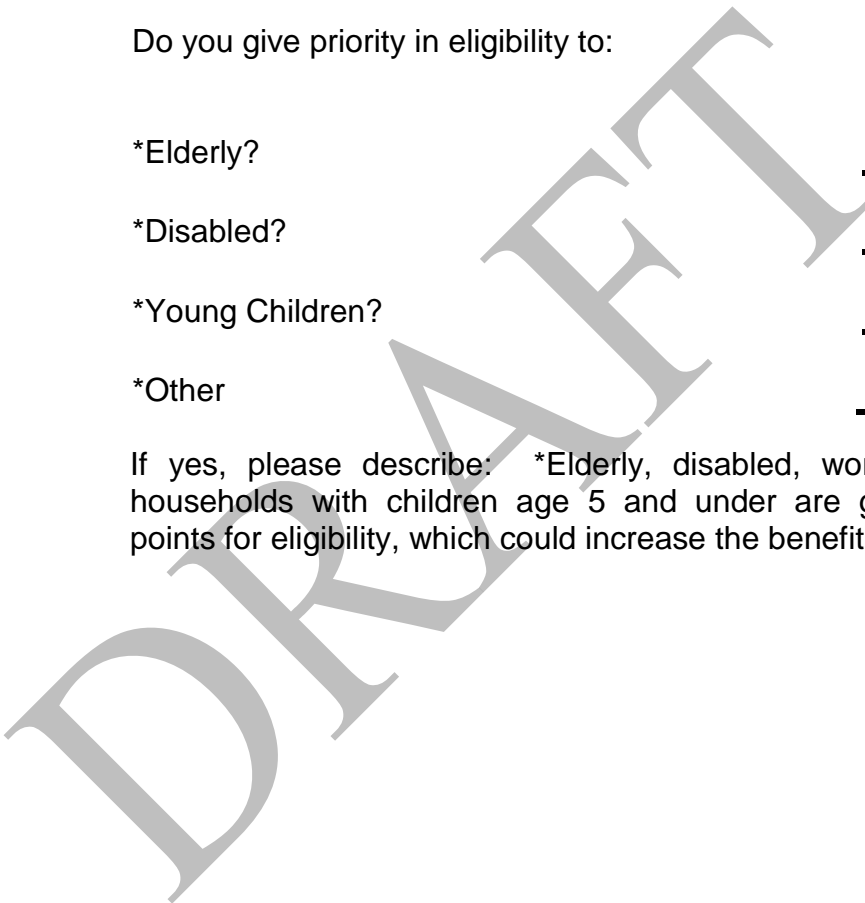 Do you give priority in eligibility to:
*Elderly?
*Disabled?
*Young Children?
*Other
If yes, please describe: *Elderly, disabled,
households with children age 5 and under are
points for eligibility, which could increase the benefit
DRAFT